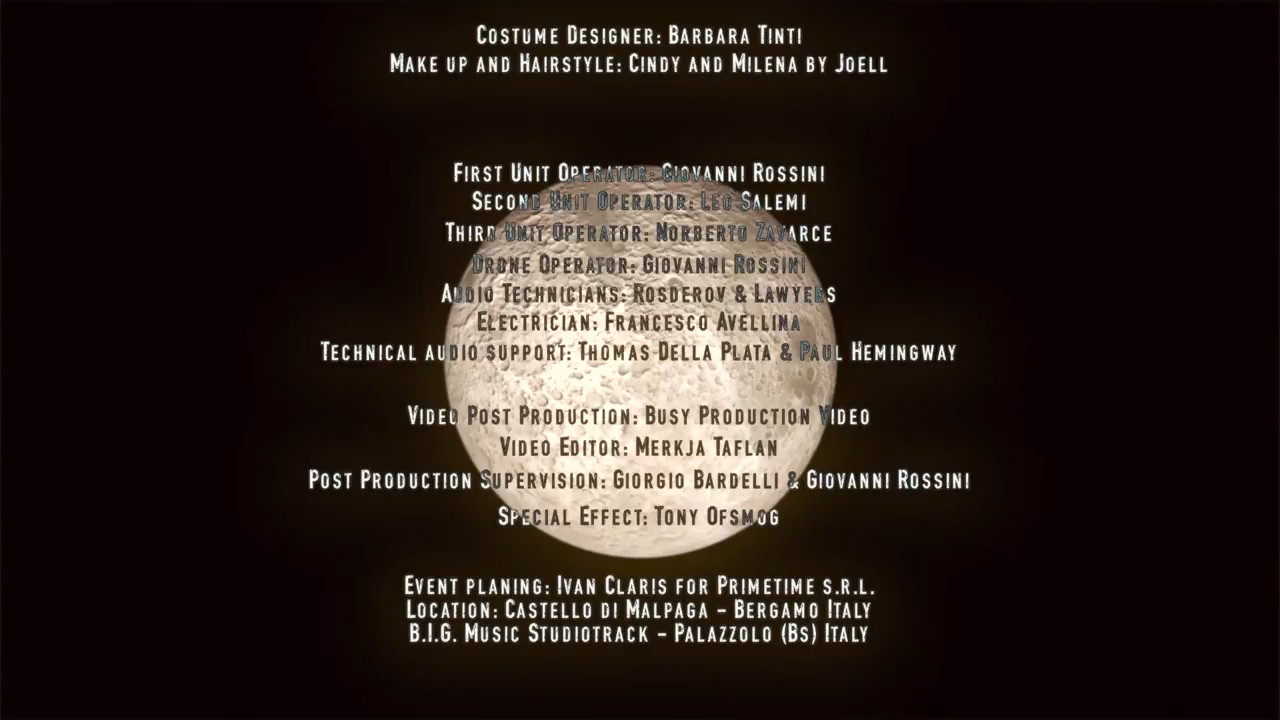 Costume Designer: Barbara Tinti
Make up and Hairstyle: Cindy and Milena by Joell
First Unit Operator: Giovanni Rossini
Second Unit Operator: Leo Salemi
Third Unit Operator: Norberto Zavarce
Drone Operator: Giovanni Rossini
Audio Technicians: Rosderov & Lawyers
Electrician: Francesco Avellina
Technical audio support: Thomas Della Plata & Paul Hemingway
Video Post Production: Busy Production Video
Video Editor: Merkja Taflan
Post Production Supervision: Giorgio Bardelli & Giovanni Rossini
Special Effect: Tony Ofsmog
Event planing: Ivan Claris for Primetime s.r.l.
Location: Castello di Malpaga - Bergamo Italy
B.I.G. Music Studiotrack - Palazzolo (Bs) Italy